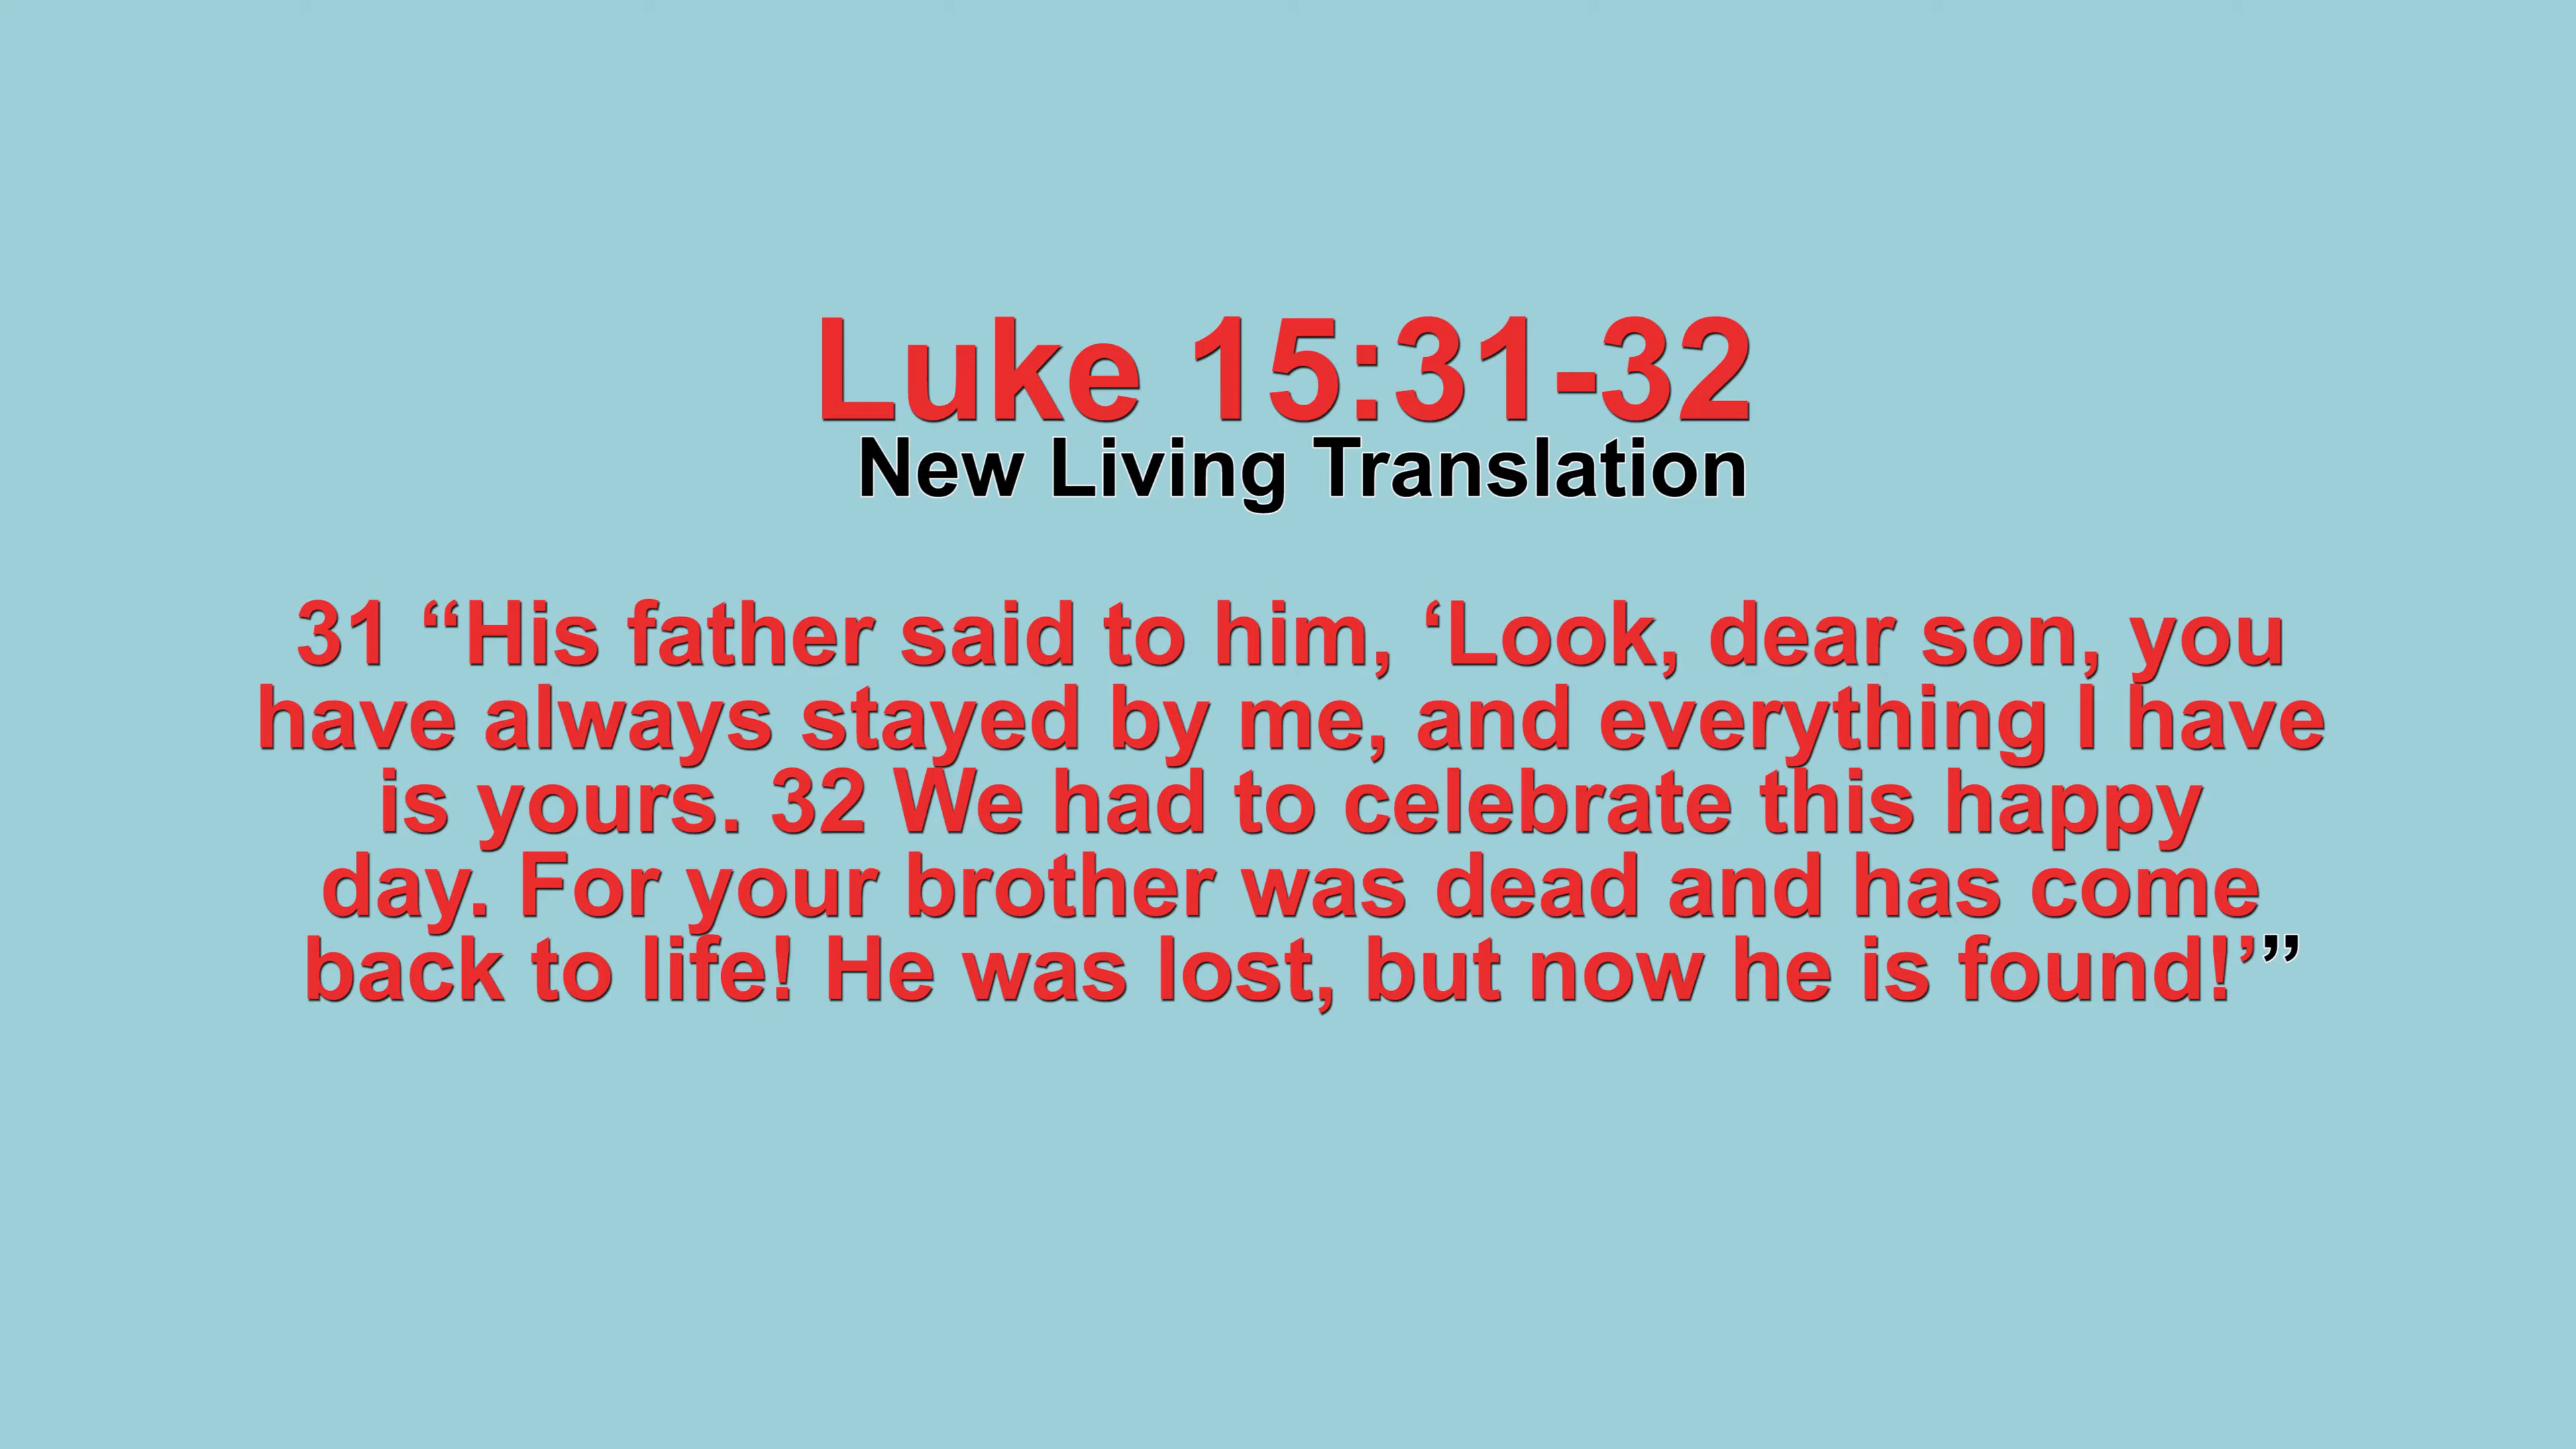 Luke 15:31-32
New Living Translation
31 “His father said to him, ‘Look, dear son, you
have always stayed by me, and everything I have
is yours. 32 We had to celebrate this happy
day. For your brother was dead and has come
back to life! He was lost, but now he is found!’”